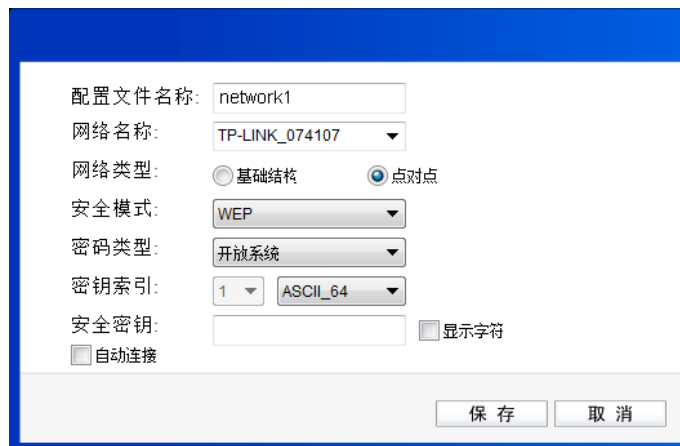 配置文件名称: network1
网络名称: TP-LINK_074107
网络类型: 基础结构 点对点
安全模式: WEP
密码类型: 开放系统
密钥索引: 1 ASCII_64
安全密钥: 显示字符
自动连接
保存 取消